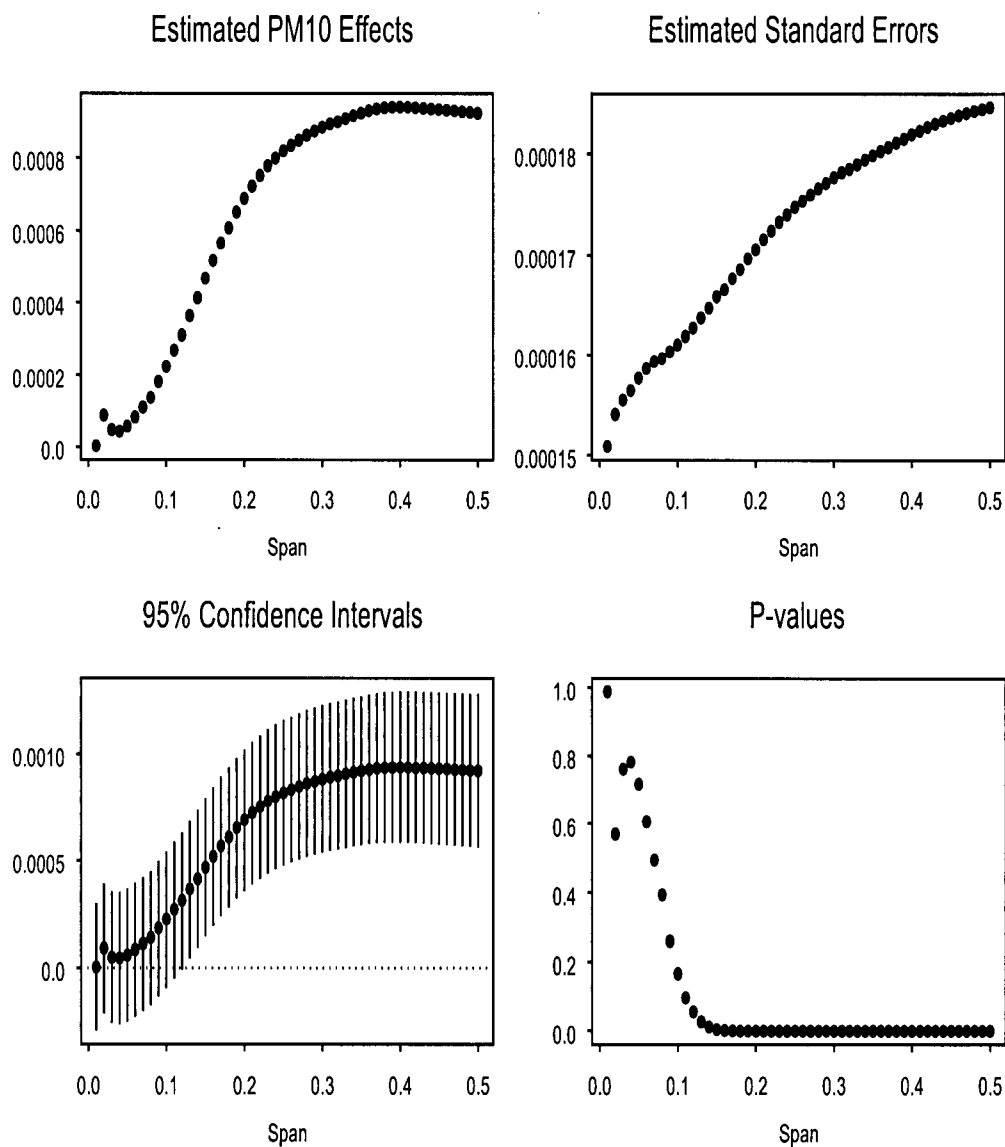 Estimated PM10 Effects
0.0008
0.0006
0.0004
0.0002
0.0
0.0 0.1 0.2 0.3 0.4 0.5
Span
Estimated Standard Errors
0.00018
0.00017
0.00016
0.00015
0.0 0.1 0.2 0.3 0.4 0.5
Span
95% Confidence Intervals
0.0010
0.0005
0.0
0.0 0.1 0.2 0.3 0.4 0.5
Span
P-values
1.0
0.8
0.6
0.4
0.2
0.0
0.0 0.1 0.2 0.3 0.4 0.5
Span